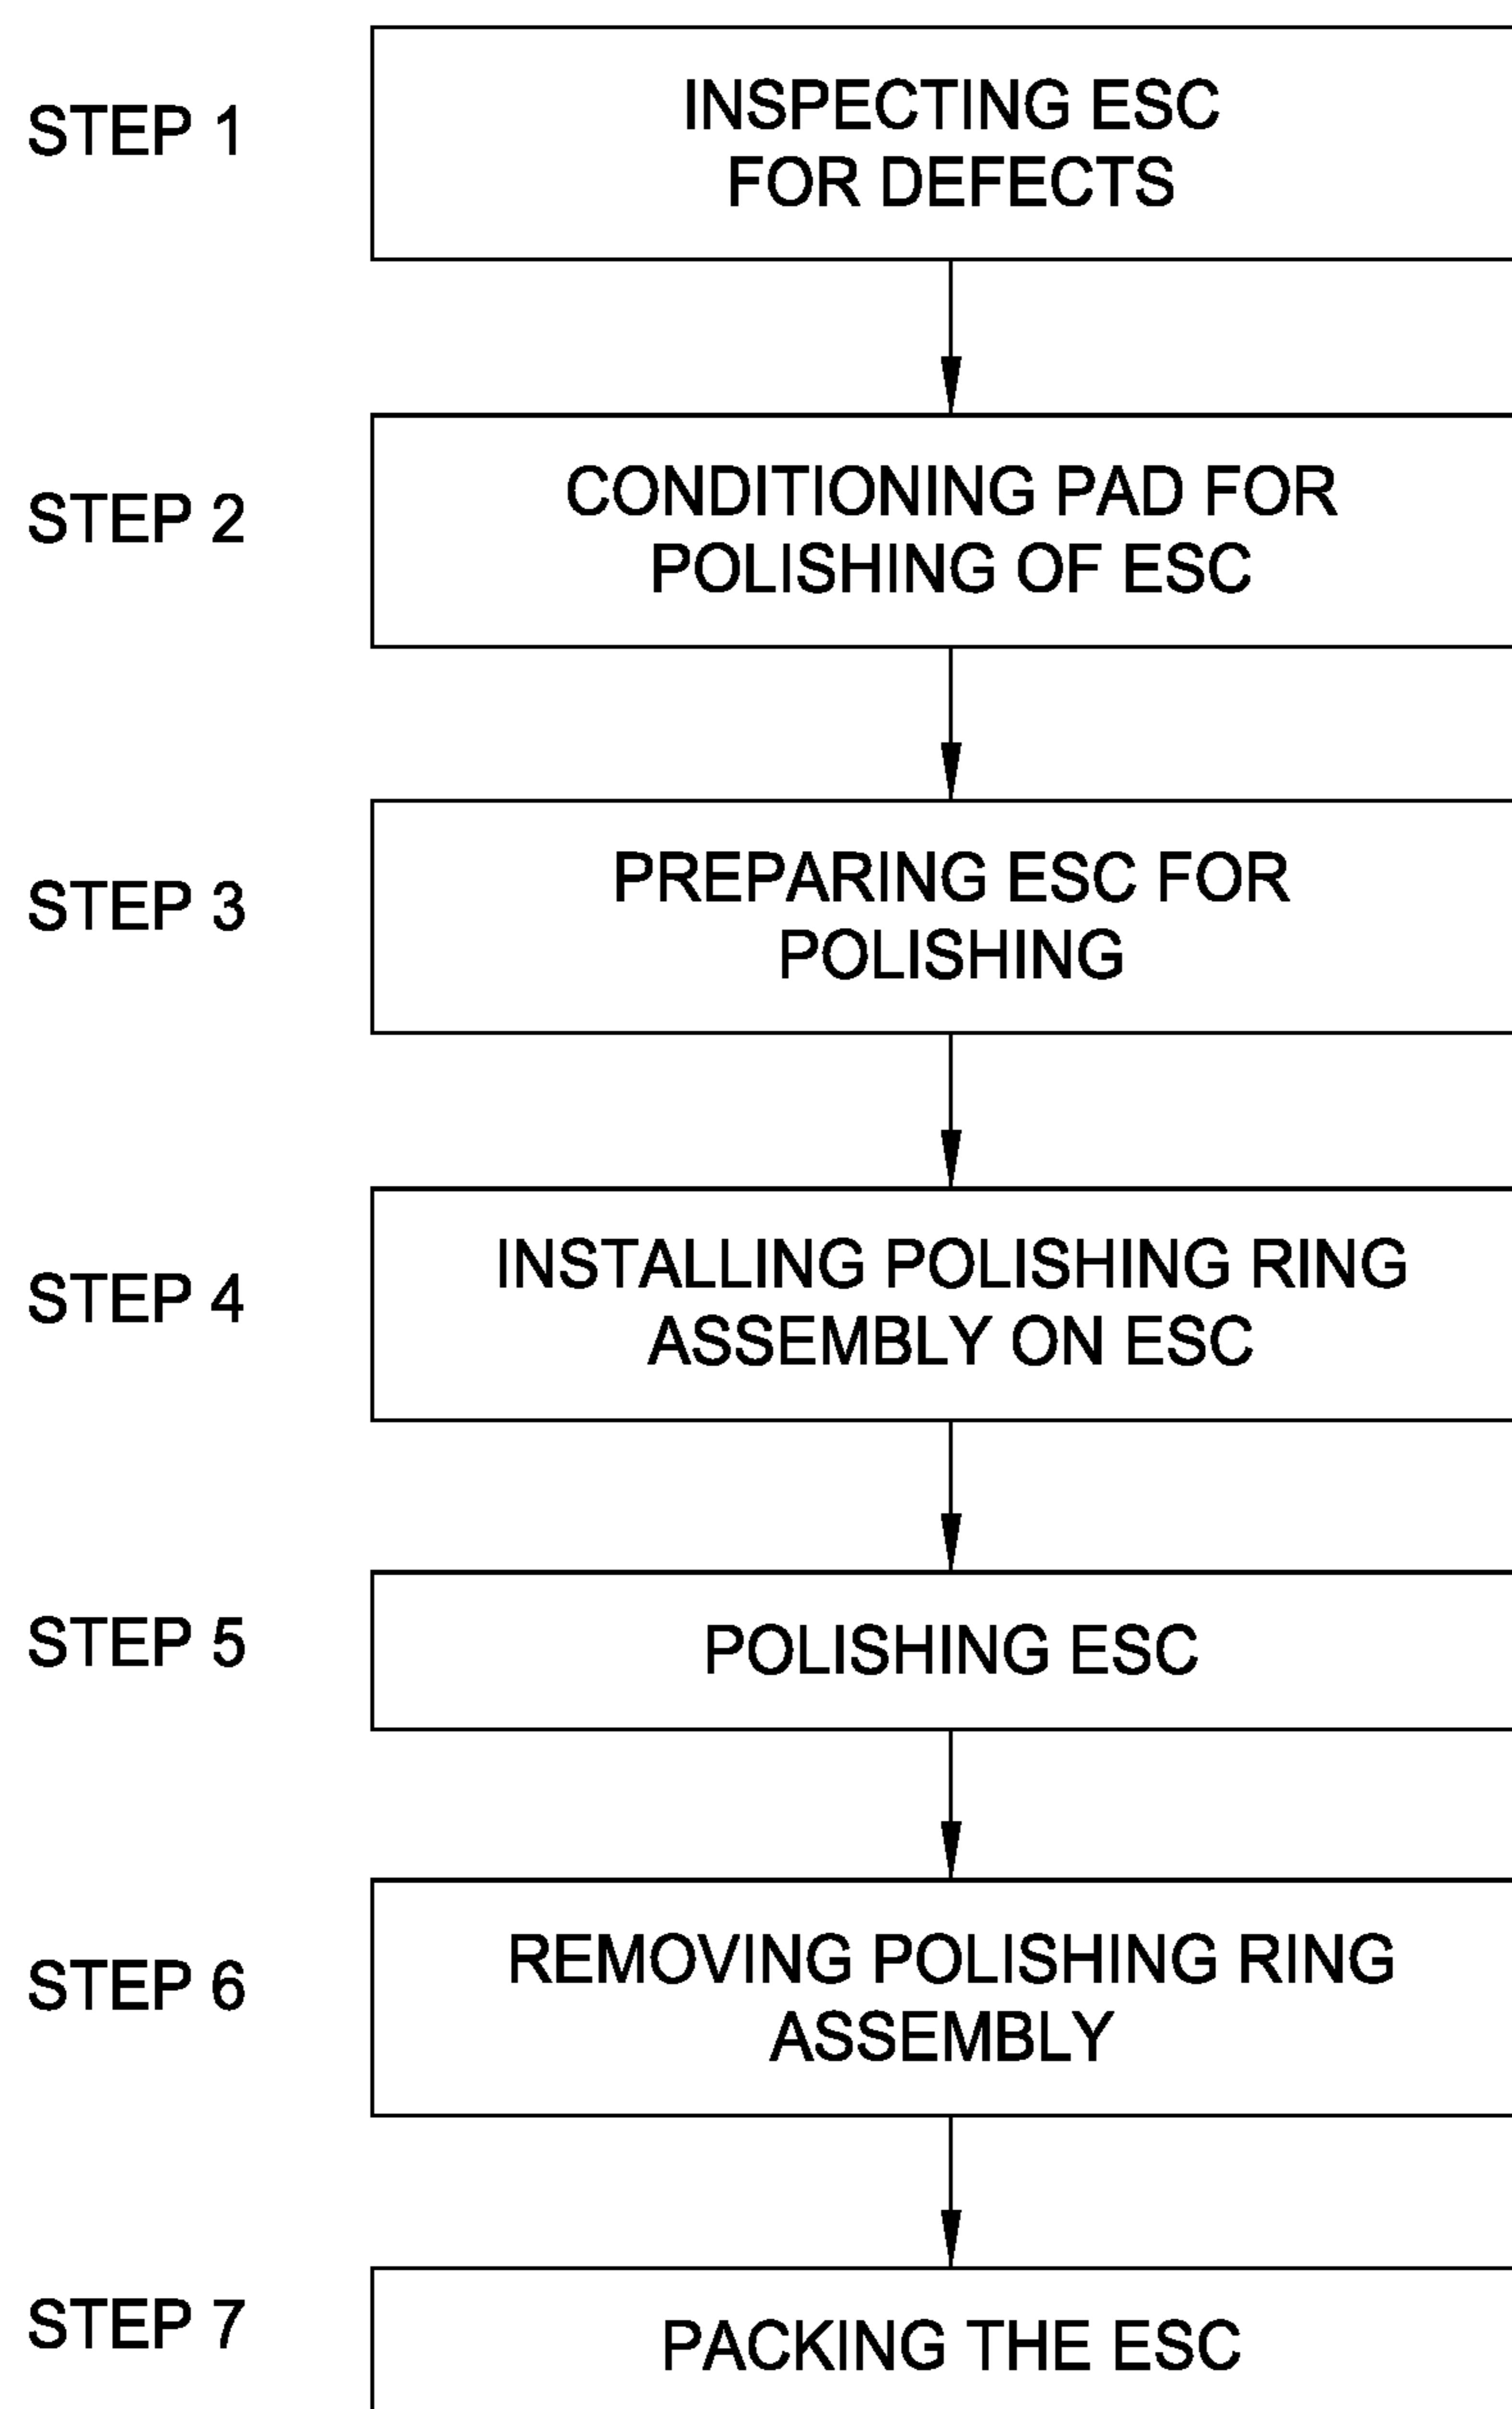 STEP 1
INSPECTING ESC
FOR DEFECTS
STEP 2
CONDITIONING PAD FOR
POLISHING OF ESC
STEP 3
PREPARING ESC FOR
POLISHING
STEP 4
INSTALLING POLISHING RING
ASSEMBLY ON ESC
STEP 5
POLISHING ESC
STEP 6
REMOVING POLISHING RING
ASSEMBLY
STEP 7
PACKING THE ESC